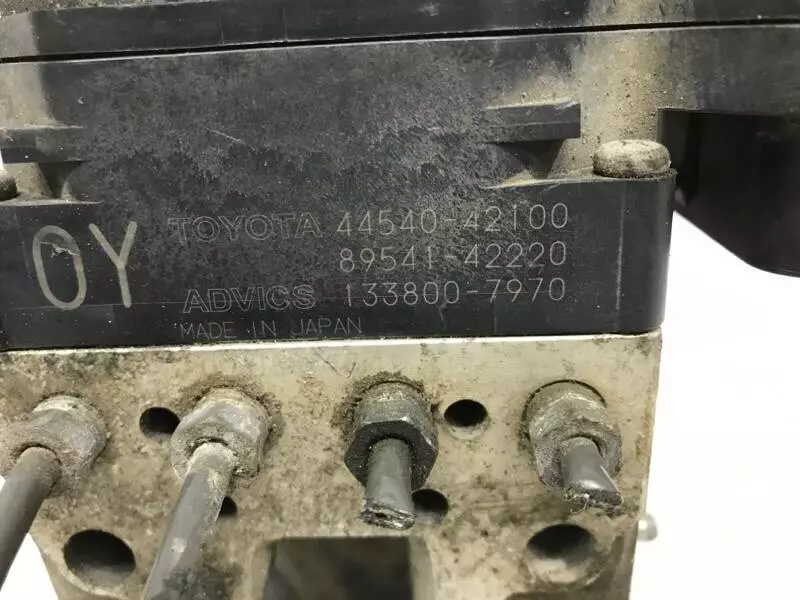 0Y
TOYOTA 44540-42100
89541-42220
ADVICS 133800-7970
MADE IN JAPAN